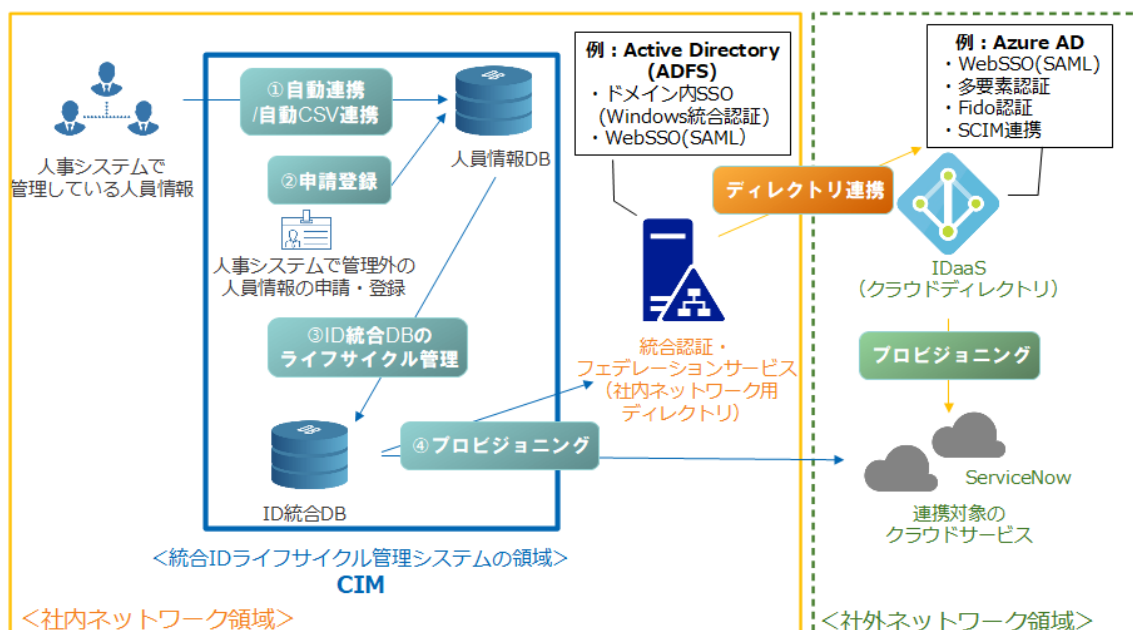 ①自動連携
/自動CSV連携
人事システムで
管理している人員情報
人員情報DB
②申請登録
人事システムで管理外の
人員情報の申請・登録
③ID統合DBの
ライフサイクル管理
ID統合DB
④プロビジョニング
<統合IDライフサイクル管理システムの領域>
CIM
<社内ネットワーク領域>
例:Active Directory
(ADFS)
・ドメイン内SSO
(Windows統合認証)
・WebSSO(SAML)
統合認証・
フェデレーションサービス
(社内ネットワーク用
ディレクトリ)
ディレクトリ連携
例:Azure AD
・WebSSO(SAML)
・多要素認証
・Fido認証
・SCIM連携
IDaaS
(クラウドディレクトリ)
プロビジョニング
ServiceNow
連携対象の
クラウドサービス
<社外ネットワーク領域>